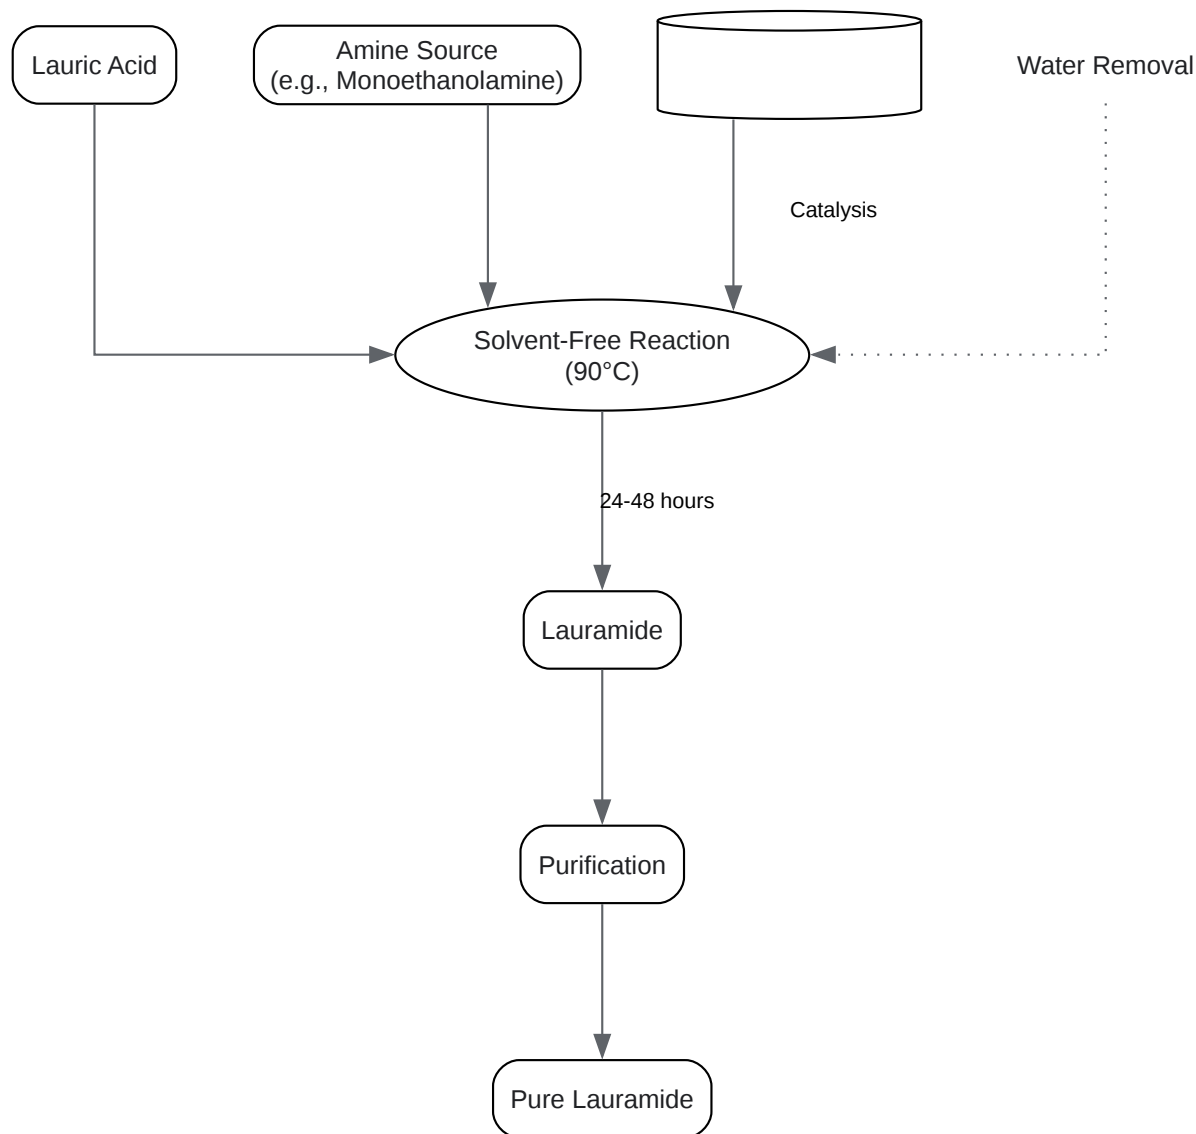 Lauric Acid
Amine Source
(e.g., Monoethanolamine)
Water Removal
Catalysis
Solvent-Free Reaction
(90°C)
24-48 hours
Lauramide
Purification
Pure Lauramide